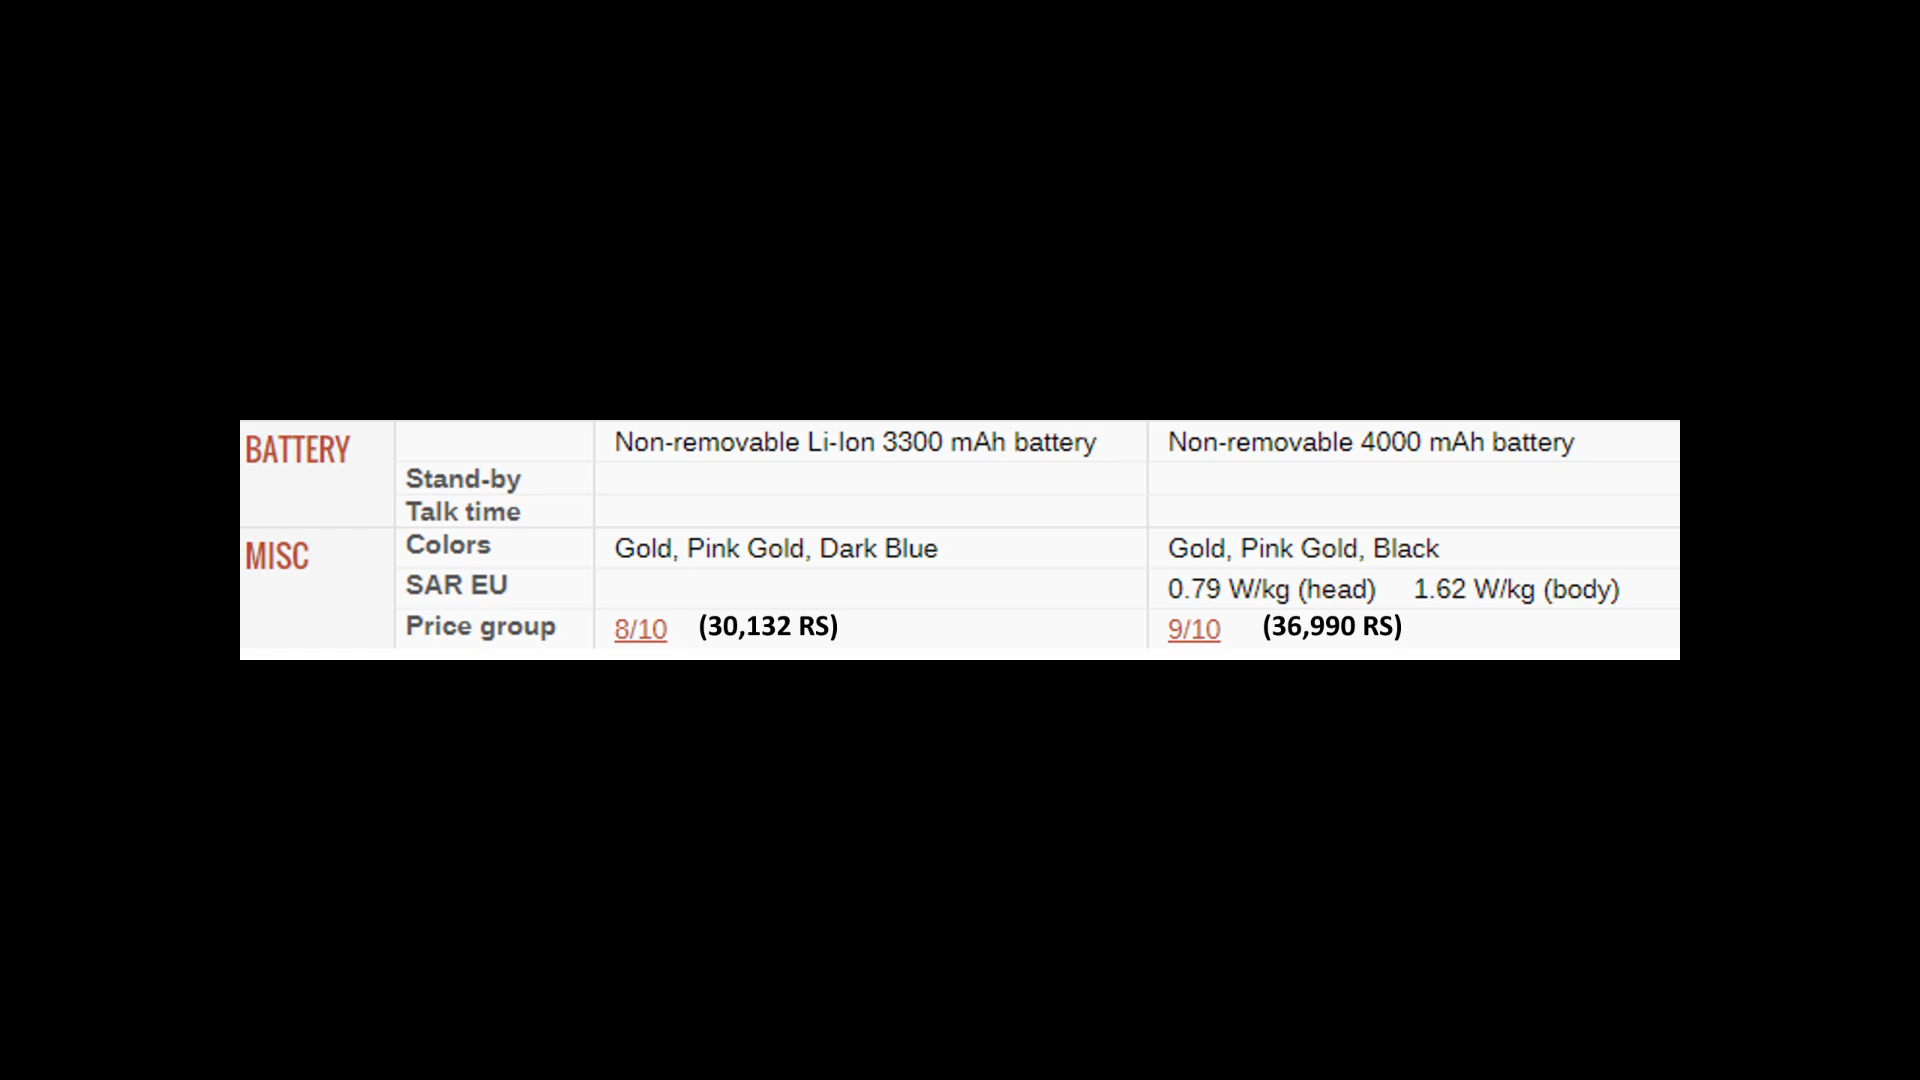 BATTERY Non-removable Li-Ion 3300 mAh battery Non-removable 4000 mAh battery
Stand-by
Talk time
MISC Colors Gold, Pink Gold, Dark Blue Gold, Pink Gold, Black
SAR EU 0.79 W/kg (head) 1.62 W/kg (body)
Price group 8/10 (30,132 RS) 9/10 (36,990 RS)